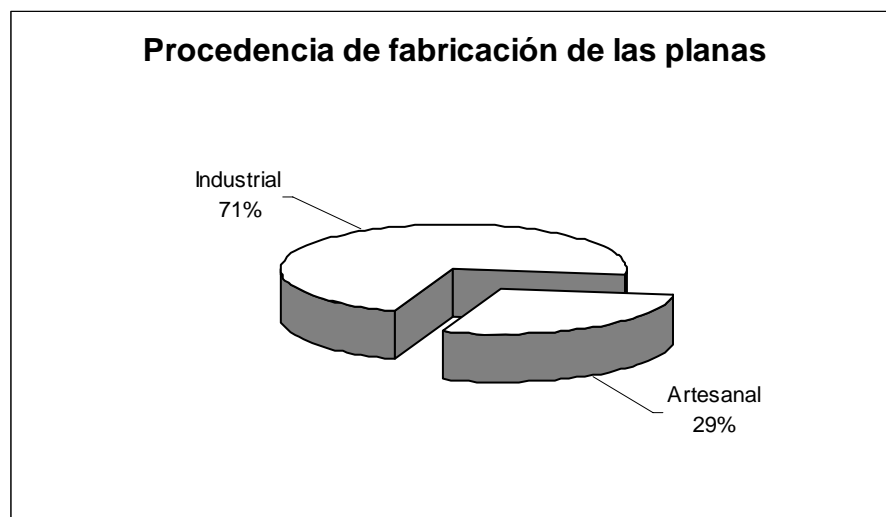 Procedencia de fabricación de las planas
Industrial
71%
Artesanal
29%